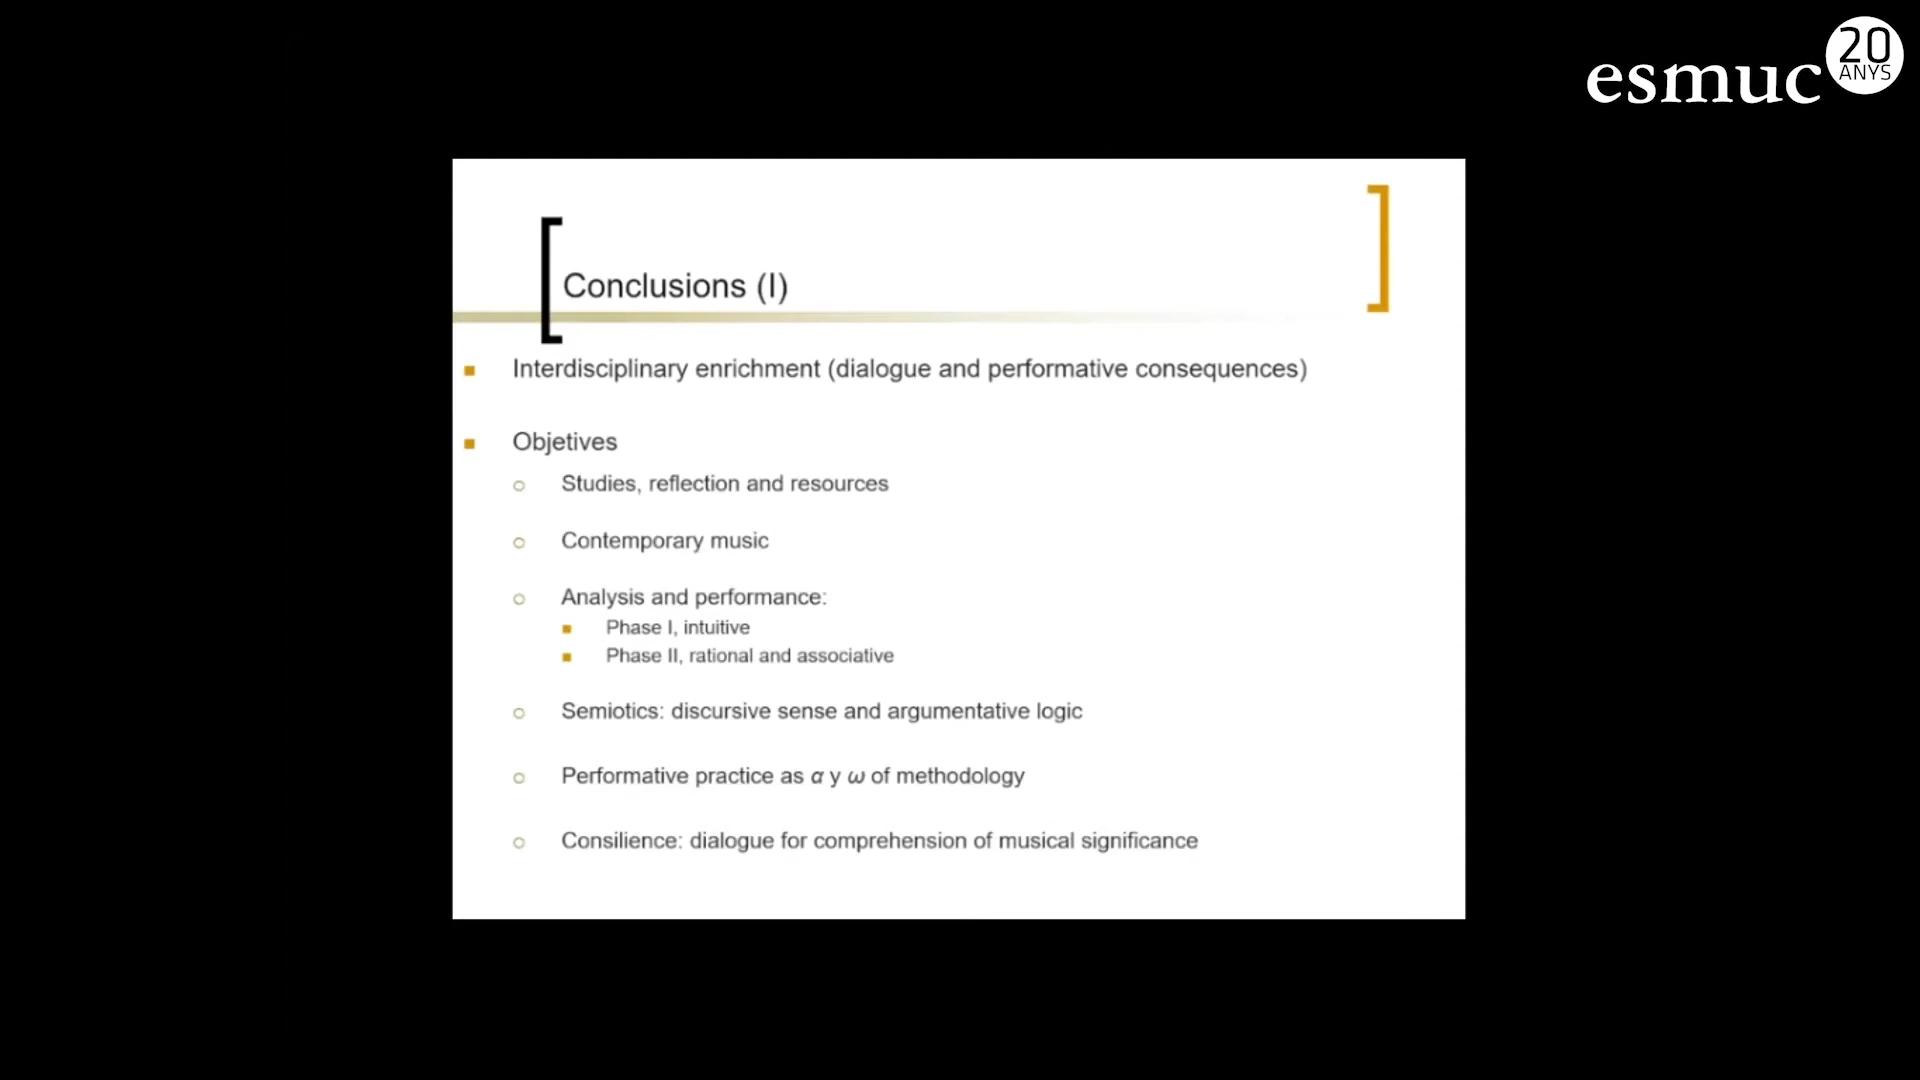 esmuc
20
ANYS
Conclusions (I)
Interdisciplinary enrichment (dialogue and performative consequences)
Objetives
Studies, reflection and resources
Contemporary music
Analysis and performance:
Phase I, intuitive
Phase II, rational and associative
Semiotics: discursive sense and argumentative logic
Performative practice as α y ω of methodology
Consilience: dialogue for comprehension of musical significance